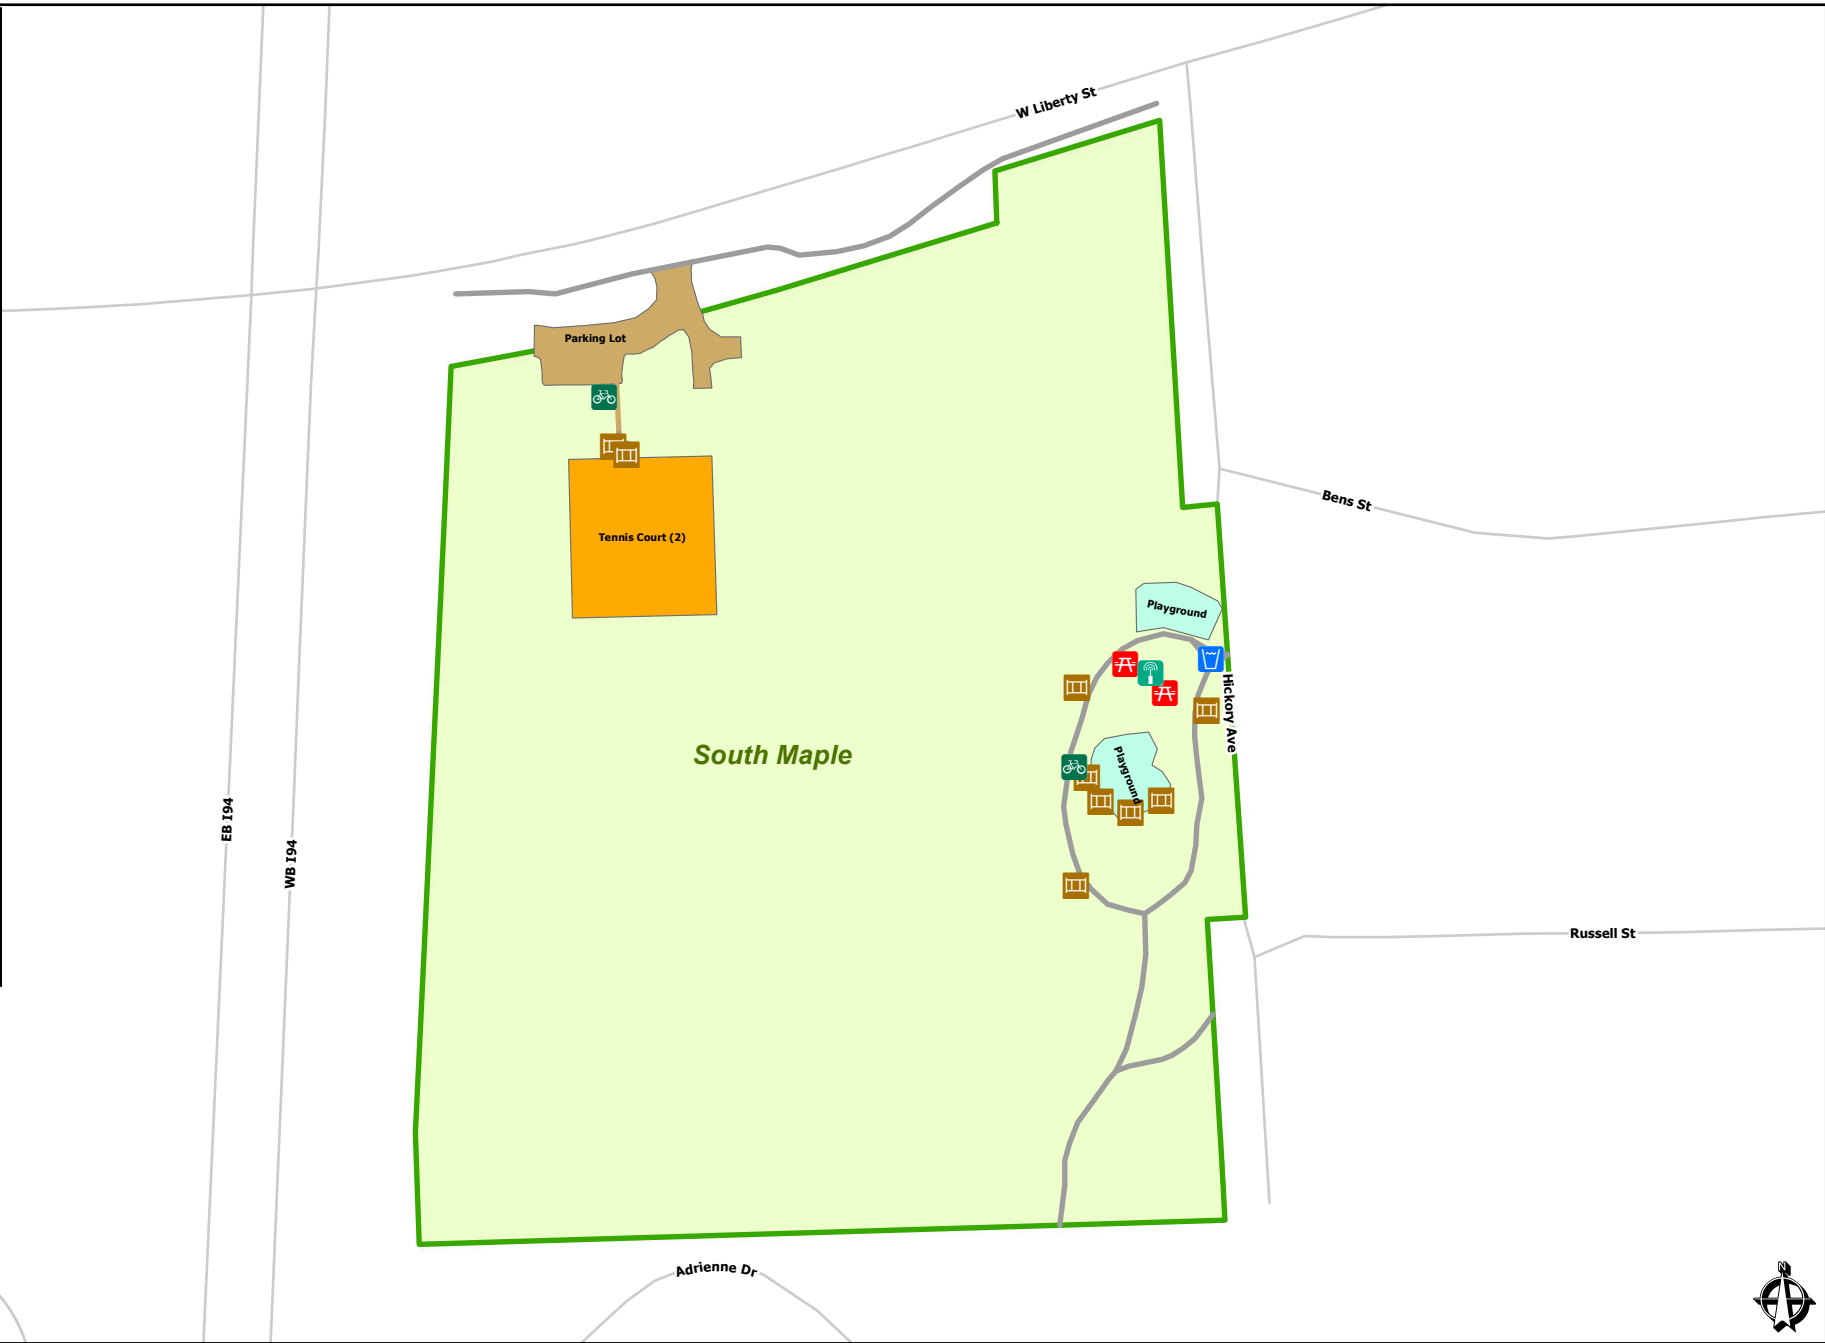 W Liberty St
Parking Lot
Bens St
Tennis Court (2)
Playground
Hickory Ave
South Maple
Playground
EB I94
WB I94
Russell St
Adrienne Dr
N